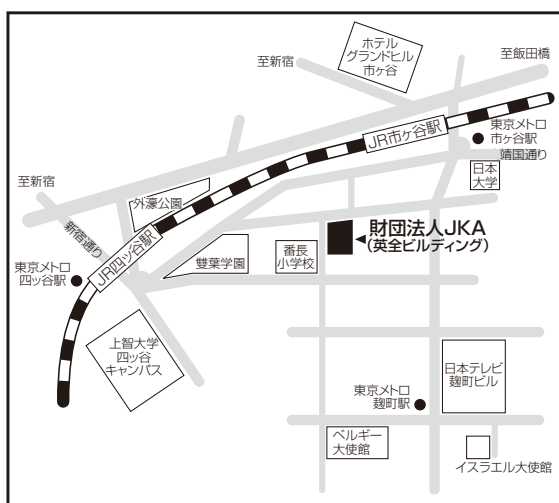 ホテル
グランドヒル
市ヶ谷
至飯田橋
至新宿
JR市ヶ谷駅
東京メトロ
市ヶ谷駅
靖国通り
日本
大学
至新宿
外濠公園
新宿通り
JR四ッ谷駅
財団法人JKA
(英全ビルディング)
番長
小学校
雙葉学園
東京メトロ
四ッ谷駅
上智大学
四ッ谷
キャンパス
日本テレビ
麹町ビル
東京メトロ
麹町駅
ベルギー
大使館
イスラエル大使館